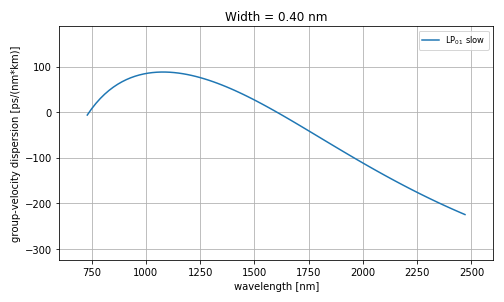 Width = 0.40 nm
LP₀₁ slow
group-velocity dispersion [ps/(nm*km)]
100
0
−100
−200
−300
750 1000 1250 1500 1750 2000 2250 2500
wavelength [nm]